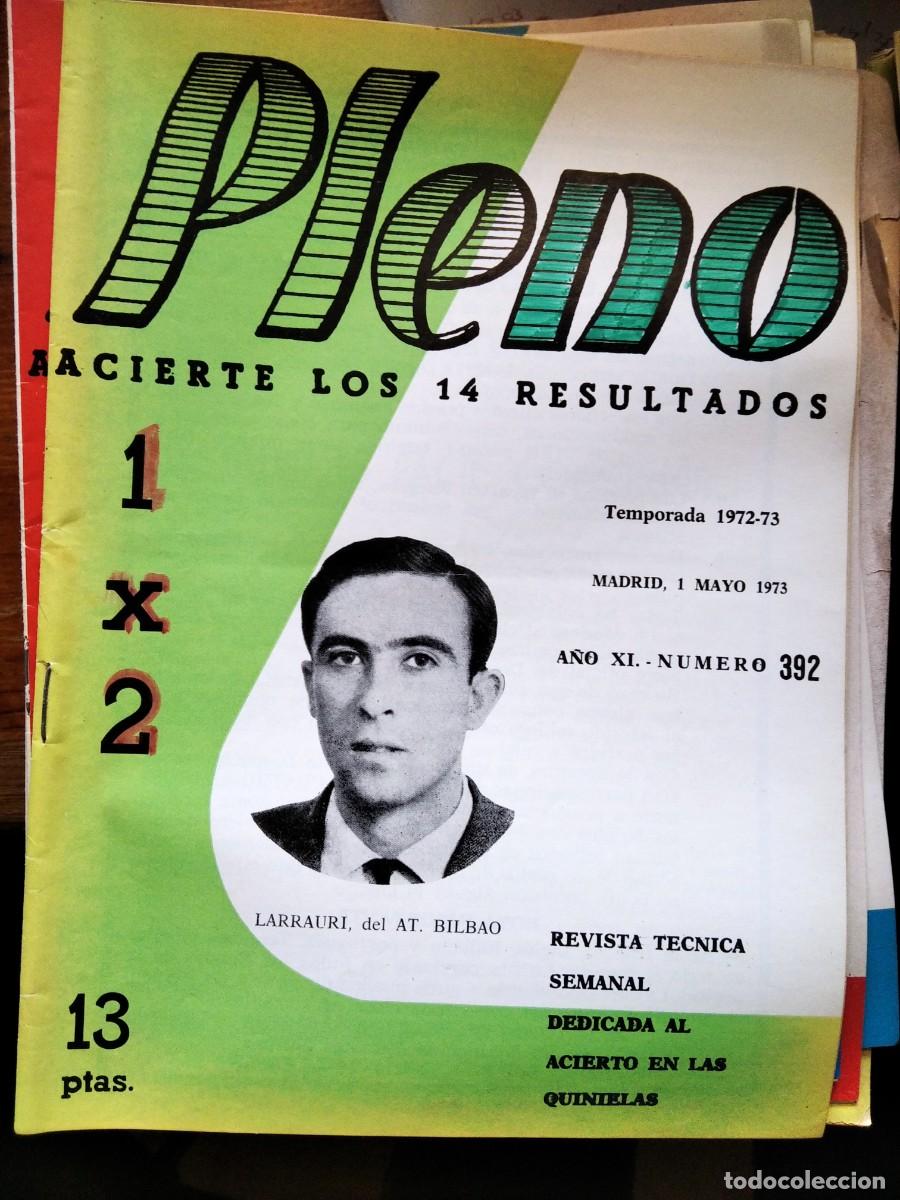 Pleno
ACIERTE LOS 14 RESULTADOS
1
x
2
Temporada 1972-73
MADRID, 1 MAYO 1973
AÑO XI. - NUMERO 392
LARRAURI, del AT. BILBAO
REVISTA TECNICA
SEMANAL
DEDICADA AL
ACIERTO EN LAS
QUINIELAS
13
ptas.
todocoleccion